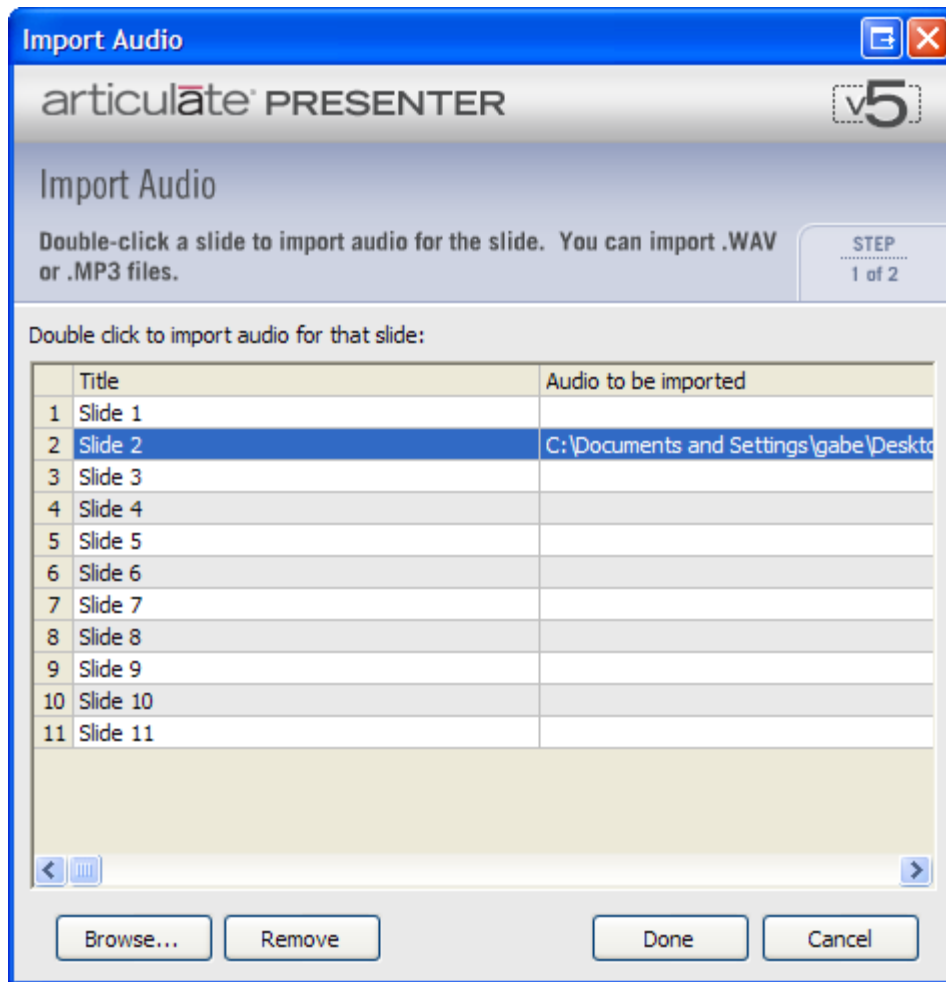 Import Audio
articulāte® PRESENTER
v5
Import Audio
Double-click a slide to import audio for the slide. You can import .WAV
or .MP3 files.
STEP
1 of 2
Double click to import audio for that slide:
Title Audio to be imported
1 Slide 1
2 Slide 2 C:\Documents and Settings\gabe\Deskto
3 Slide 3
4 Slide 4
5 Slide 5
6 Slide 6
7 Slide 7
8 Slide 8
9 Slide 9
10 Slide 10
11 Slide 11
Browse... Remove Done Cancel